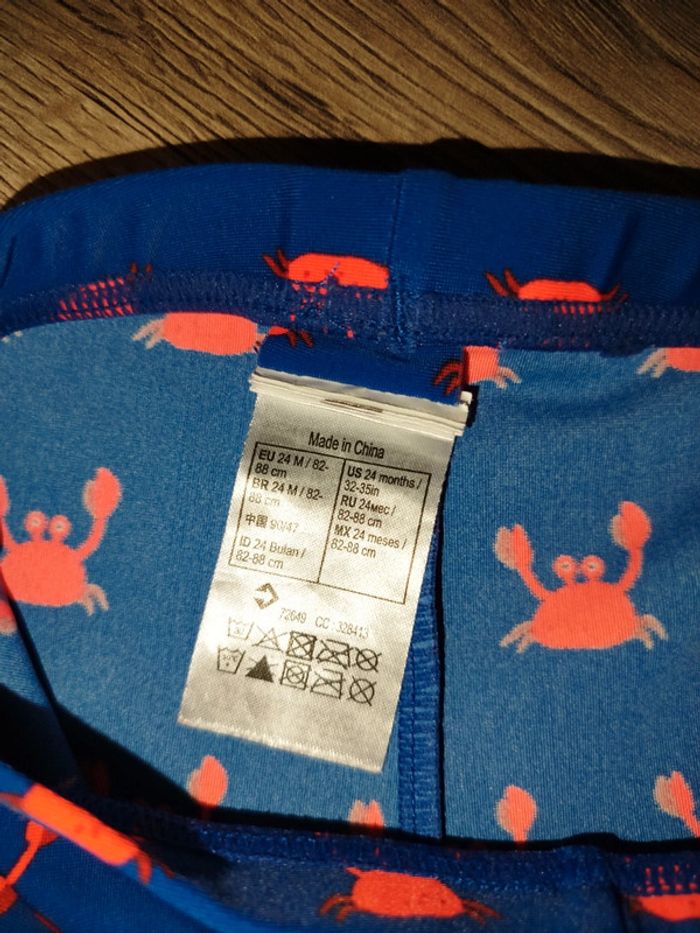 Made in China
EU 24 M / 82-
88 cm
BR 24 M / 82-
88 cm
中国 90/47
ID 24 Bulan /
82-88 cm
US 24 months /
32-35in
RU 24мес /
82-88 cm
MX 24 meses /
82-88 cm
72649 CC : 328413